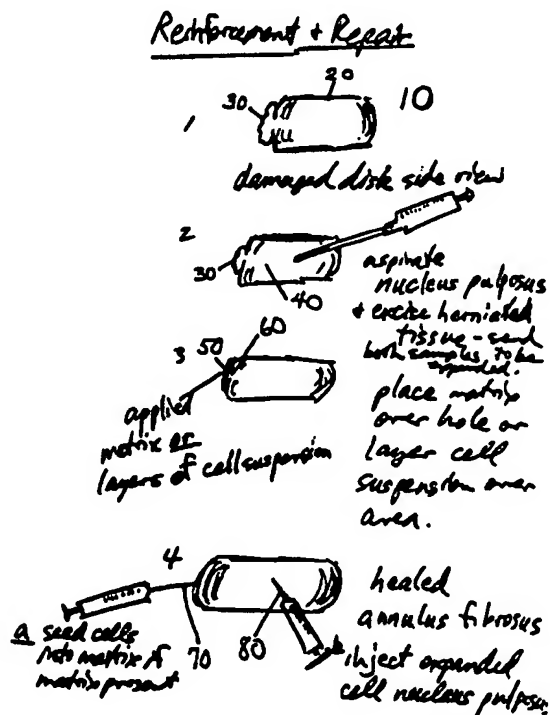 Reinforcement + Repair
20
30
10
1
damaged disk side view
2
30
40
aspirate
nucleus pulposus
+ excise herniated
tissue - send
both samples to be
expanded.
3 50
60
applied
matrix or
layers of cell suspension
place matrix
over hole or
layer cell
suspension over
area.
4
a seed cells
into matrix if
matrix present
70
80
healed
annulus fibrosus
inject expanded
cell nucleus pulposus